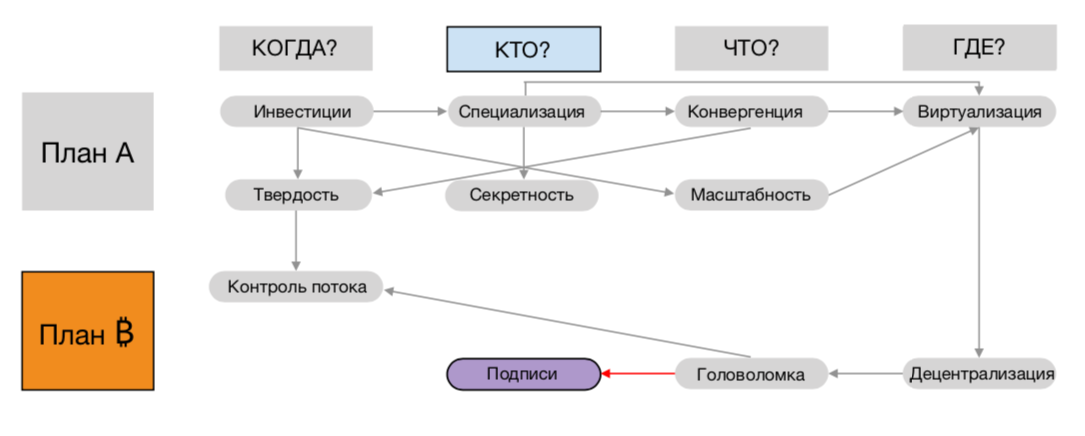 КОГДА?
КТО?
ЧТО?
ГДЕ?
План А
Инвестиции
Специализация
Конвергенция
Виртуализация
Твердость
Секретность
Масштабность
План ₿
Контроль потока
Подписи
Головоломка
Децентрализация